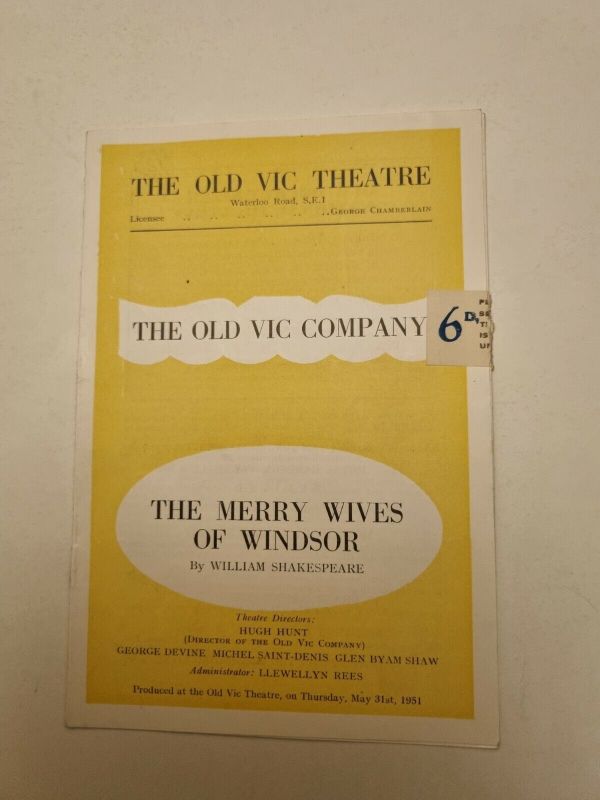 THE OLD VIC THEATRE
Waterloo Road, S.E.1
Licensee .. .. .. .. .. ..GEORGE CHAMBERLAIN
THE OLD VIC COMPANY
6D,
IS
THE MERRY WIVES
OF WINDSOR
By WILLIAM SHAKESPEARE
Theatre Directors:
HUGH HUNT
(DIRECTOR OF THE OLD VIC COMPANY)
GEORGE DEVINE MICHEL SAINT-DENIS GLEN BYAM SHAW
Administrator: LLEWELLYN REES
Produced at the Old Vic Theatre, on Thursday, May 31st, 1951